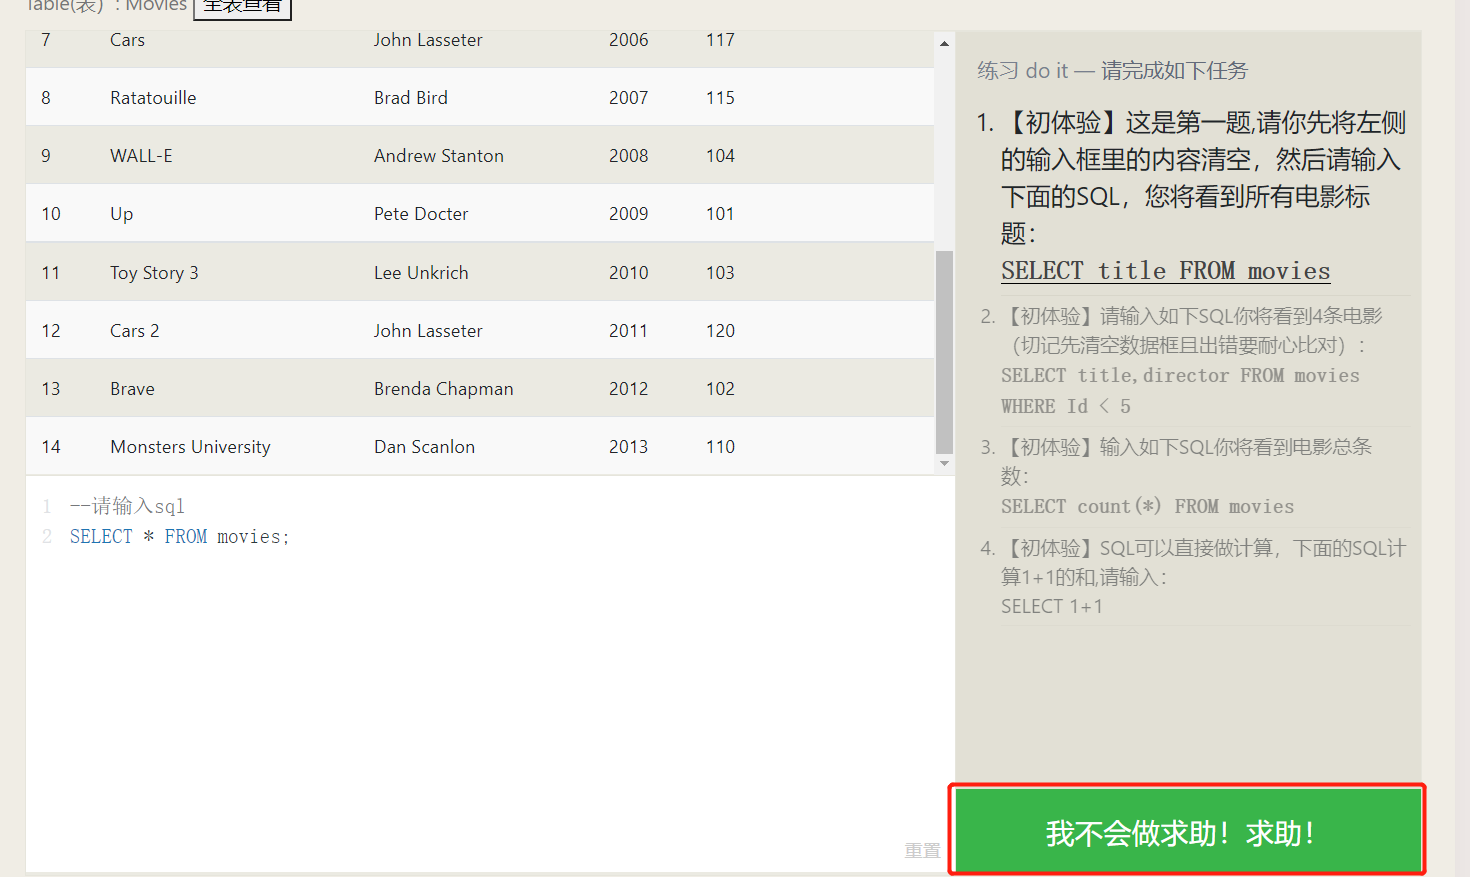 Table(表)：Movies 全表查看
7 Cars John Lasseter 2006 117
8 Ratatouille Brad Bird 2007 115
9 WALL-E Andrew Stanton 2008 104
10 Up Pete Docter 2009 101
11 Toy Story 3 Lee Unkrich 2010 103
12 Cars 2 John Lasseter 2011 120
13 Brave Brenda Chapman 2012 102
14 Monsters University Dan Scanlon 2013 110
1 --请输入sql
2 SELECT * FROM movies;
重置
练习 do it — 请完成如下任务
1. 【初体验】这是第一题,请你先将左侧
的输入框里的内容清空，然后请输入
下面的SQL，您将看到所有电影标
题：
SELECT title FROM movies
2. 【初体验】请输入如下SQL你将看到4条电影
（切记先清空数据框且出错要耐心比对）：
SELECT title,director FROM movies
WHERE Id < 5
3. 【初体验】输入如下SQL你将看到电影总条
数：
SELECT count(*) FROM movies
4. 【初体验】SQL可以直接做计算，下面的SQL计
算1+1的和,请输入：
SELECT 1+1
我不会做求助！求助！